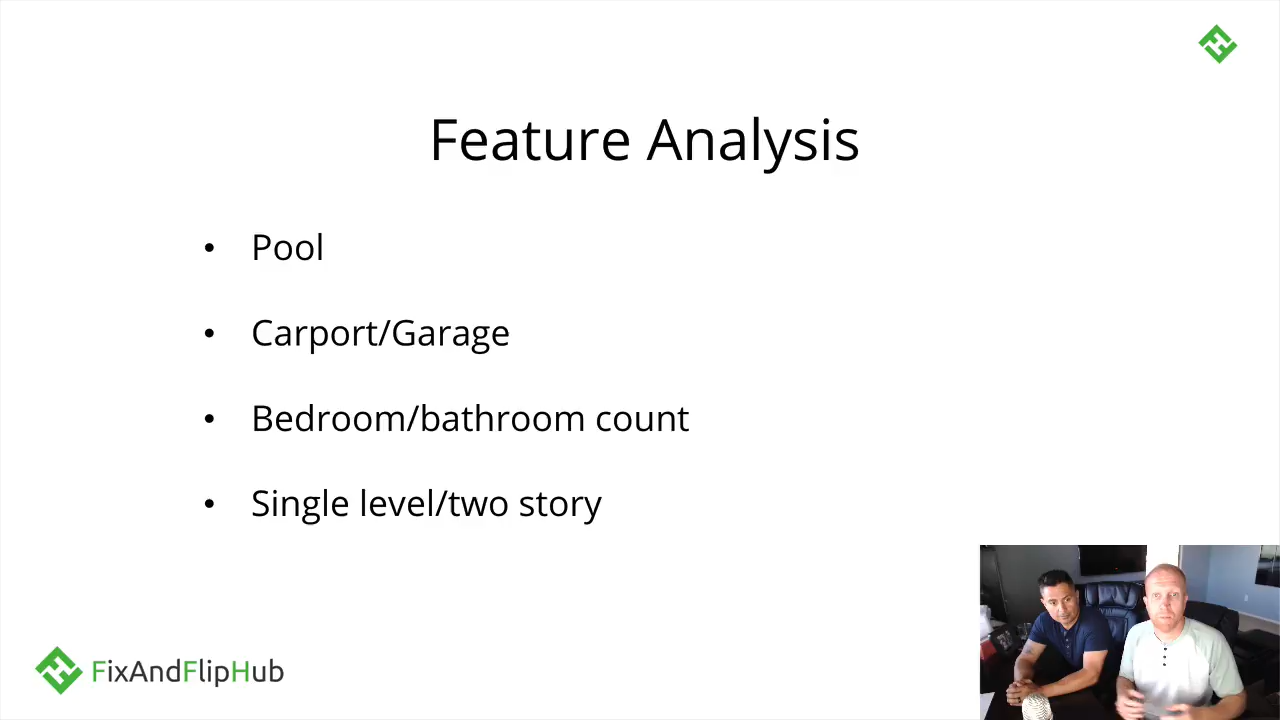 Feature Analysis
• Pool
• Carport/Garage
• Bedroom/bathroom count
• Single level/two story
FixAndFlipHub